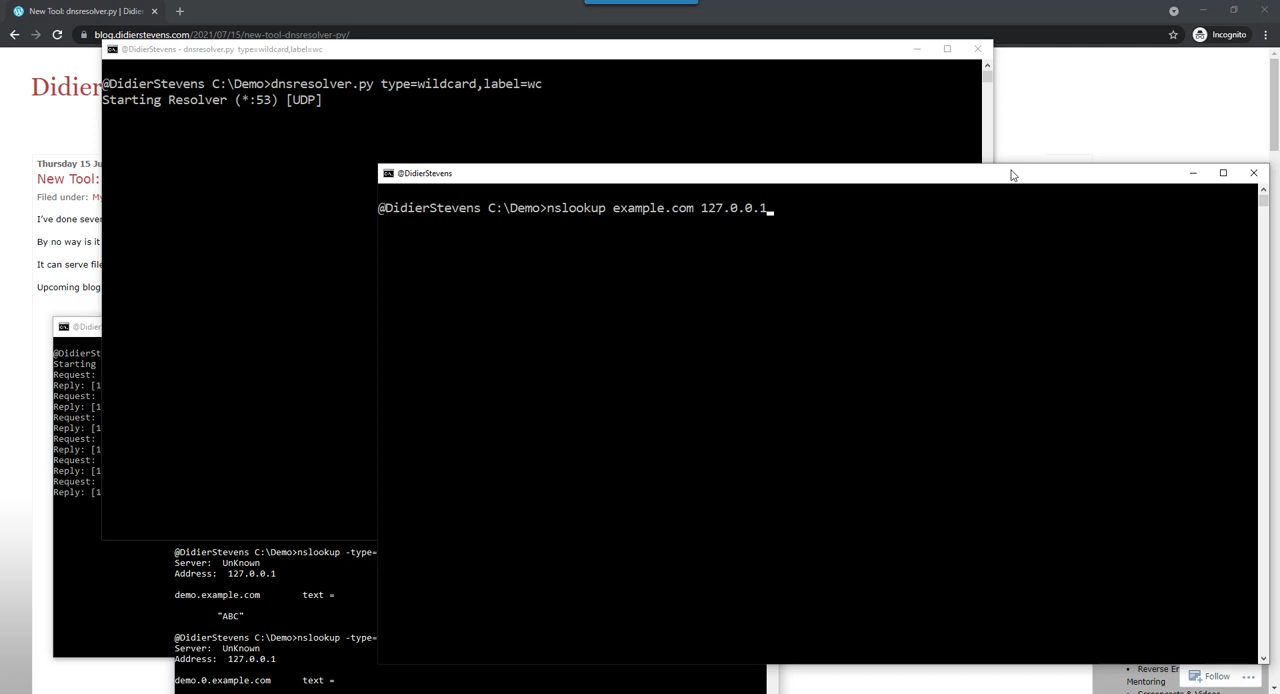 New Tool: dnsresolver.py | Didier
Incognito
blog.didierstevens.com/2021/07/15/new-tool-dnsresolver-py/
@DidierStevens - dnsresolver.py type=wildcard,label=wc
Didier
@DidierStevens C:\Demo>dnsresolver.py type=wildcard,label=wc
Starting Resolver (*:53) [UDP]
Thursday 15 Ju
New Tool:
Filed under: My
I've done sever
By no way is it
It can serve file
Upcoming blog
@DidierStevens
@DidierStevens C:\Demo>nslookup example.com 127.0.0.1
@Didier
@DidierSt
Starting
Request:
Reply: [1
Request:
Reply: [1
Request:
Reply: [1
Request:
Reply: [1
Request:
Reply: [1
Request:
Reply: [1
@DidierStevens C:\Demo>nslookup -type=
Server: UnKnown
Address: 127.0.0.1
demo.example.com text =
"ABC"
@DidierStevens C:\Demo>nslookup -type=
Server: UnKnown
Address: 127.0.0.1
demo.0.example.com text =
Reverse En
Mentoring
Screencasts & Videos
Follow